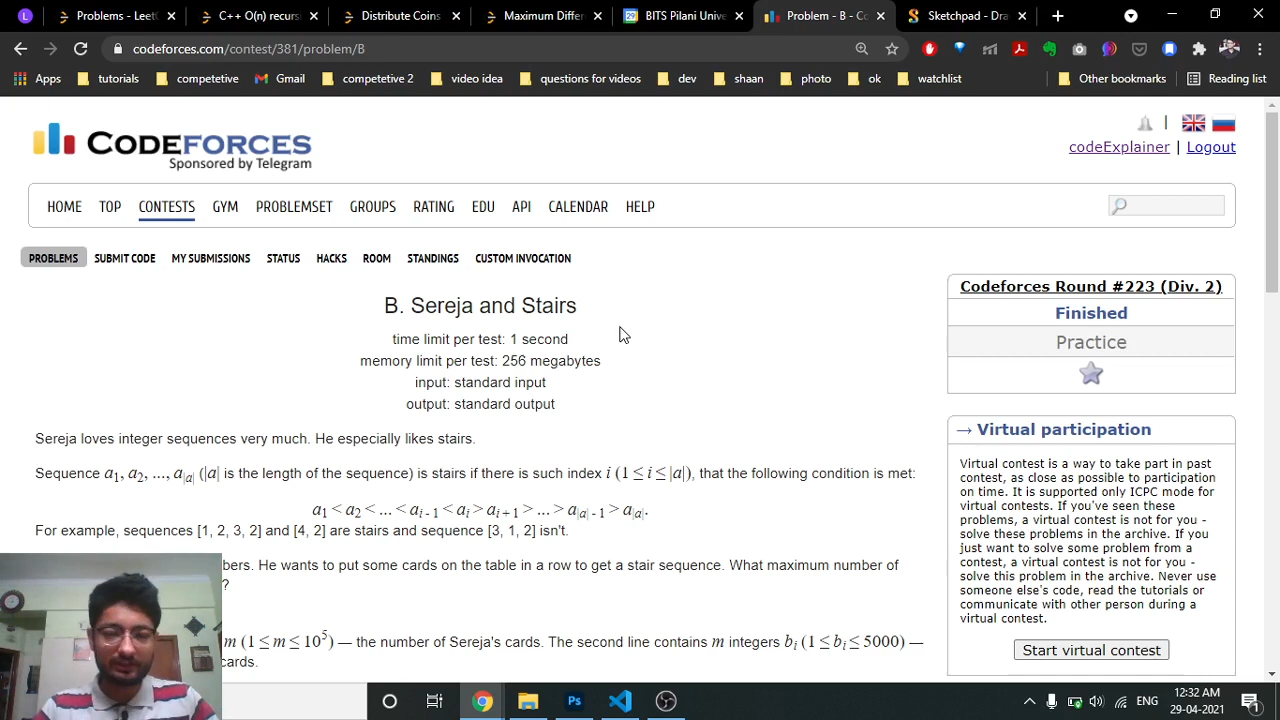 Problems - Leet
C++ O(n) recurs
Distribute Coins
Maximum Differ
BITS Pilani Unive
Problem - B - Co
Sketchpad - Dra
codeforces.com/contest/381/problem/B
Apps
tutorials
competetive
Gmail
competetive 2
video idea
questions for videos
dev
shaan
photo
ok
watchlist
Other bookmarks
Reading list
CODEFORCES
Sponsored by Telegram
codeExplainer | Logout
HOME TOP CONTESTS GYM PROBLEMSET GROUPS RATING EDU API CALENDAR HELP
PROBLEMS SUBMIT CODE MY SUBMISSIONS STATUS HACKS ROOM STANDINGS CUSTOM INVOCATION
B. Sereja and Stairs
time limit per test: 1 second
memory limit per test: 256 megabytes
input: standard input
output: standard output
Sereja loves integer sequences very much. He especially likes stairs.
Sequence a1, a2, ..., a|a| (|a| is the length of the sequence) is stairs if there is such index i (1 ≤ i ≤ |a|), that the following condition is met:
a1 < a2 < ... < ai - 1 < ai > ai + 1 > ... > a|a| - 1 > a|a|.
For example, sequences [1, 2, 3, 2] and [4, 2] are stairs and sequence [3, 1, 2] isn't.
bers. He wants to put some cards on the table in a row to get a stair sequence. What maximum number of
?
m (1 ≤ m ≤ 10^5) — the number of Sereja's cards. The second line contains m integers bi (1 ≤ bi ≤ 5000) —
cards.
Codeforces Round #223 (Div. 2)
Finished
Practice
→ Virtual participation
Virtual contest is a way to take part in past
contest, as close as possible to participation
on time. It is supported only ICPC mode for
virtual contests. If you've seen these
problems, a virtual contest is not for you -
solve these problems in the archive. If you
just want to solve some problem from a
contest, a virtual contest is not for you -
solve this problem in the archive. Never use
someone else's code, read the tutorials or
communicate with other person during a
virtual contest.
Start virtual contest
Ps
ENG
12:32 AM
29-04-2021
1